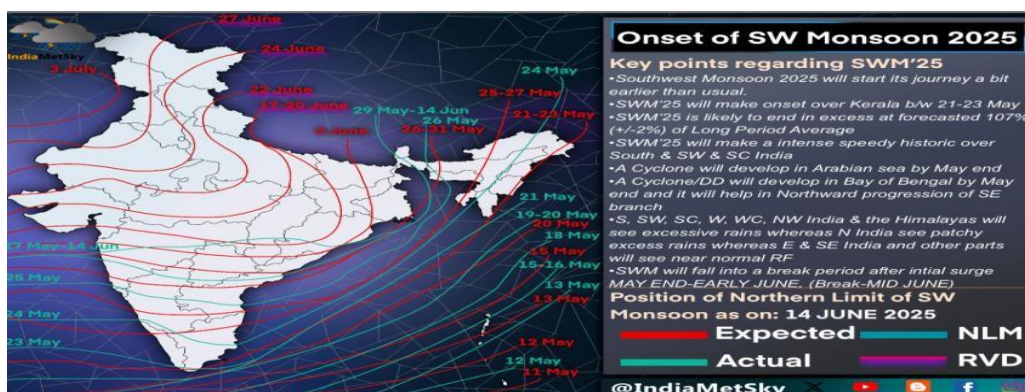 27 June
IndiaMetSky
24 June
3 July
22 June
19-20 June
29 May-14 Jun
26 May
26-31 May
24 May
25-27 May
21-23 May
21 May
19-20 May
20 May
18 May
15 May
15-16 May
13 May
13 May
12 May
12 May
11 May
27 May-14 Jun
25 May
24 May
23 May
Onset of SW Monsoon 2025
Key points regarding SWM'25
•Southwest Monsoon 2025 will start its journey a bit
earlier than usual.
•SWM'25 will make onset over Kerala b/w 21-23 May
•SWM'25 is likely to end in excess at forecasted 107%
(+/-2%) of Long Period Average
•SWM'25 will make a intense speedy historic over
South & SW & SC India
•A Cyclone will develop in Arabian sea by May end
•A Cyclone/DD will develop in Bay of Bengal by May
end and it will help in Northward progression of SE
branch
•S, SW, SC, W, WC, NW India & the Himalayas will
see excessive rains whereas N India see patchy
excess rains whereas E & SE India and other parts
will see near normal RF
•SWM will fall into a break period after intial surge
MAY END-EARLY JUNE, (Break-MID JUNE)
Position of Northern Limit of SW
Monsoon as on: 14 JUNE 2025
Expected
NLM
Actual
RVD
@IndiaMetSky